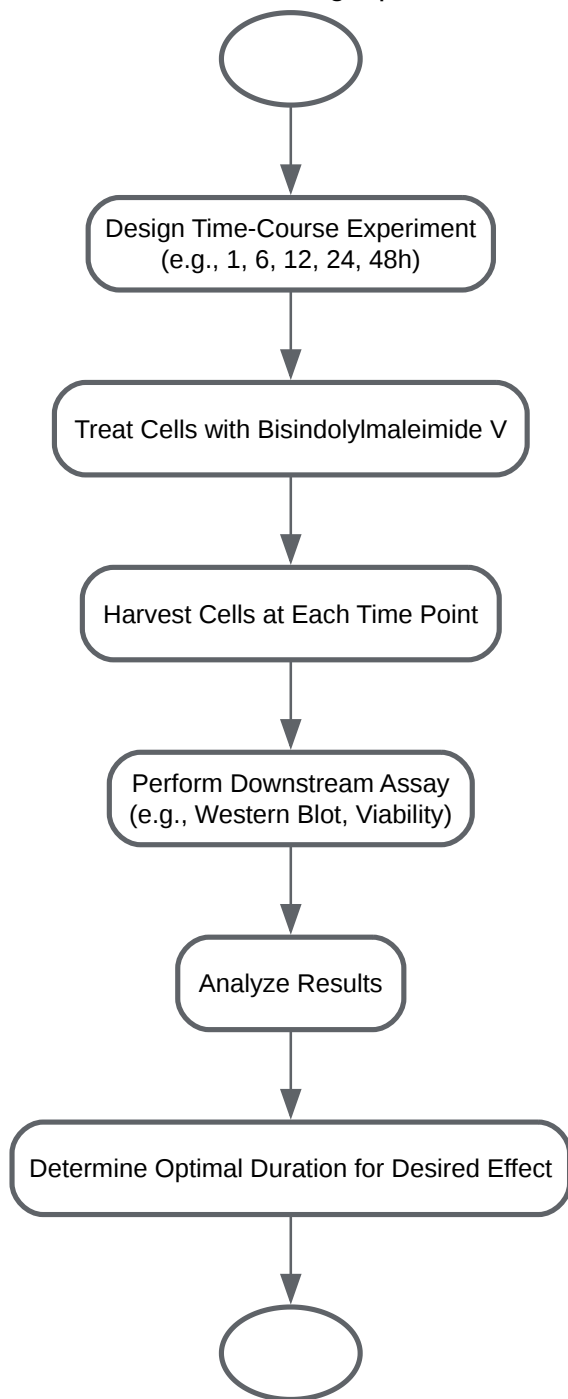 Design Time-Course Experiment
(e.g., 1, 6, 12, 24, 48h)
Treat Cells with Bisindolylmaleimide V
Harvest Cells at Each Time Point
Perform Downstream Assay
(e.g., Western Blot, Viability)
Analyze Results
Determine Optimal Duration for Desired Effect